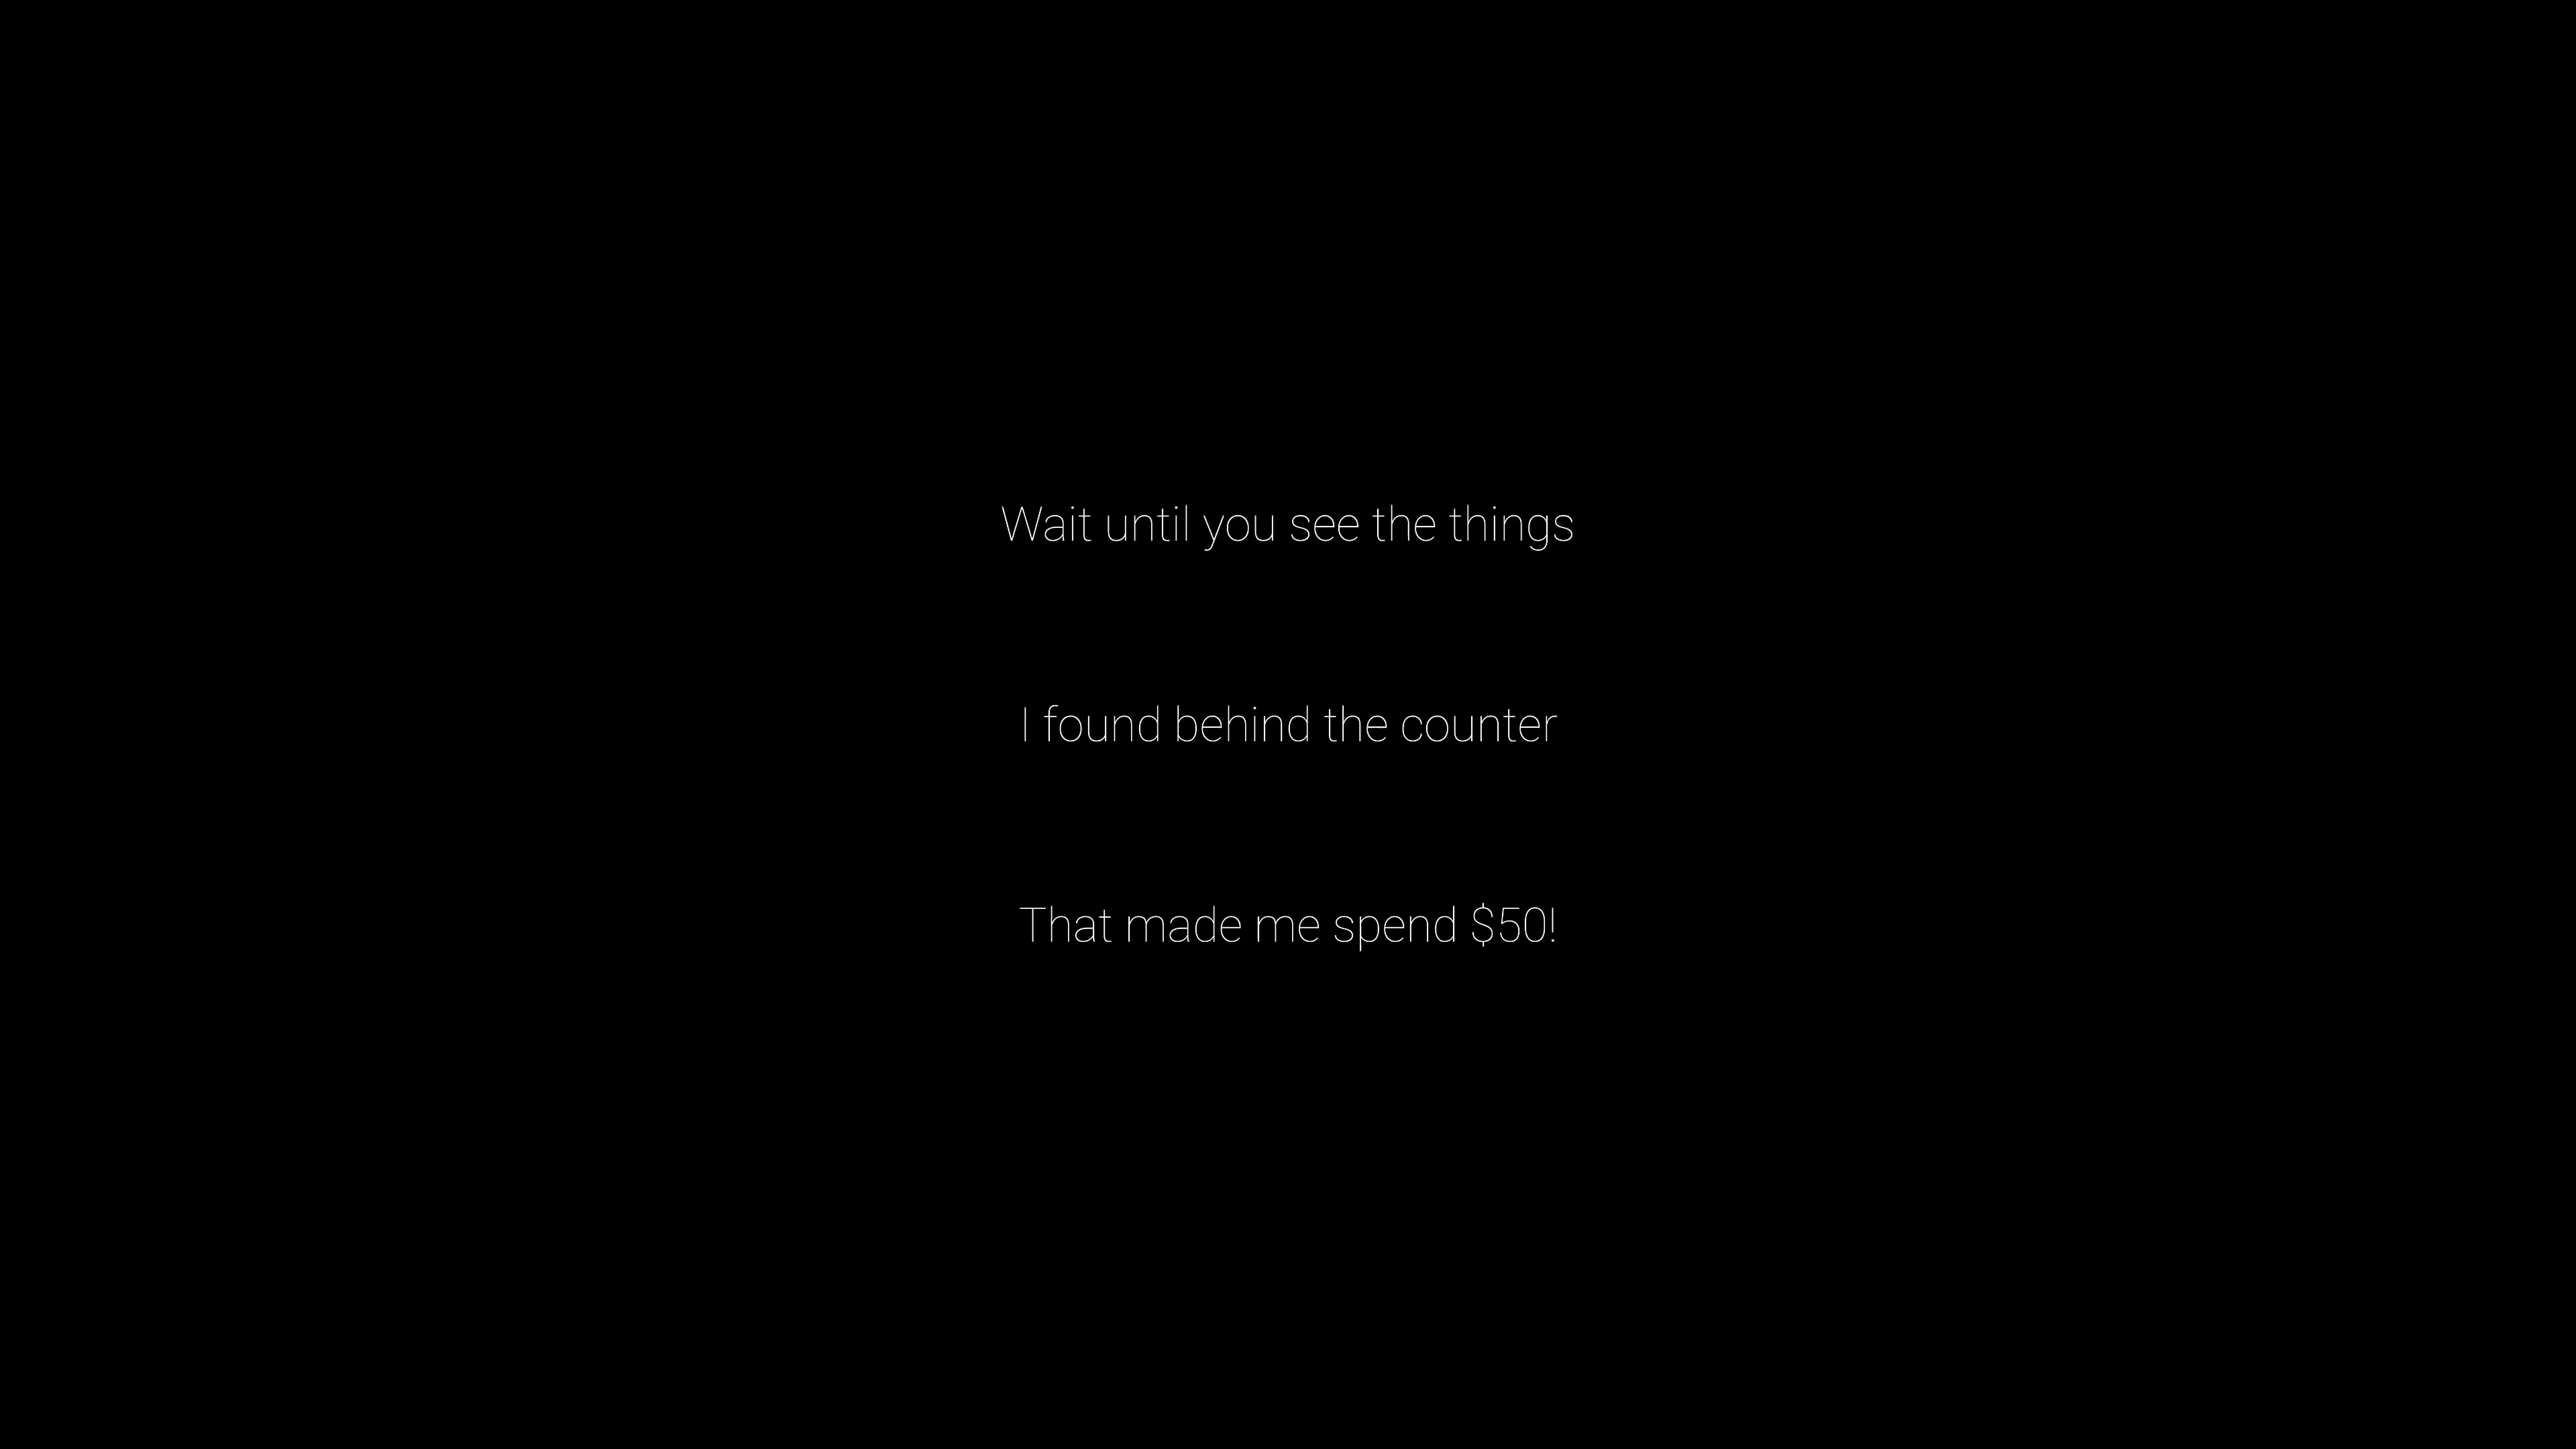 Wait until you see the things
I found behind the counter
That made me spend $50!